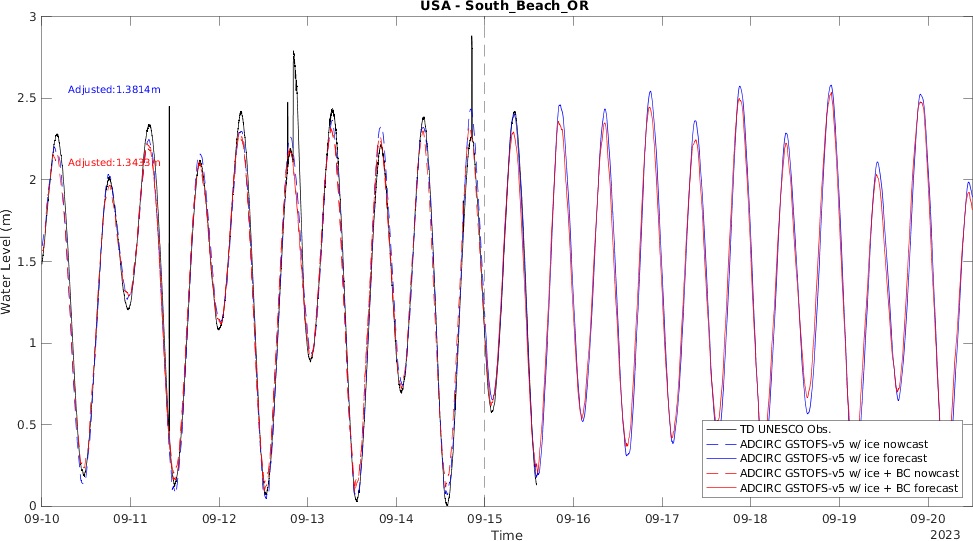 USA - South_Beach_OR
3
2.5
2
1.5
1
0.5
0
Water Level (m)
Adjusted:1.3814m
Adjusted:1.3433m
TD UNESCO Obs.
ADCIRC GSTOFS-v5 w/ ice nowcast
ADCIRC GSTOFS-v5 w/ ice forecast
ADCIRC GSTOFS-v5 w/ ice + BC nowcast
ADCIRC GSTOFS-v5 w/ ice + BC forecast
09-10 09-11 09-12 09-13 09-14 09-15 09-16 09-17 09-18 09-19 09-20
2023
Time